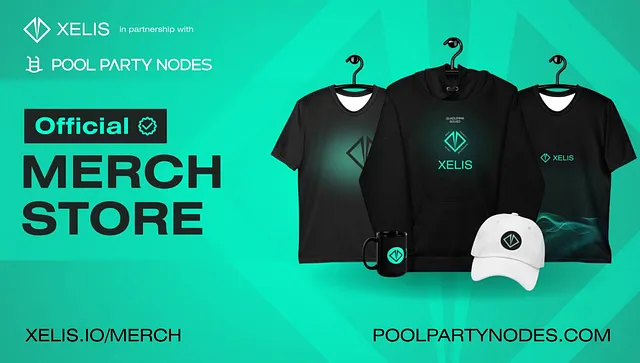 XELIS in partnership with
POOL PARTY NODES
Official
MERCH
STORE
XELIS
XELIS
XELIS.IO/MERCH
POOLPARTYNODES.COM